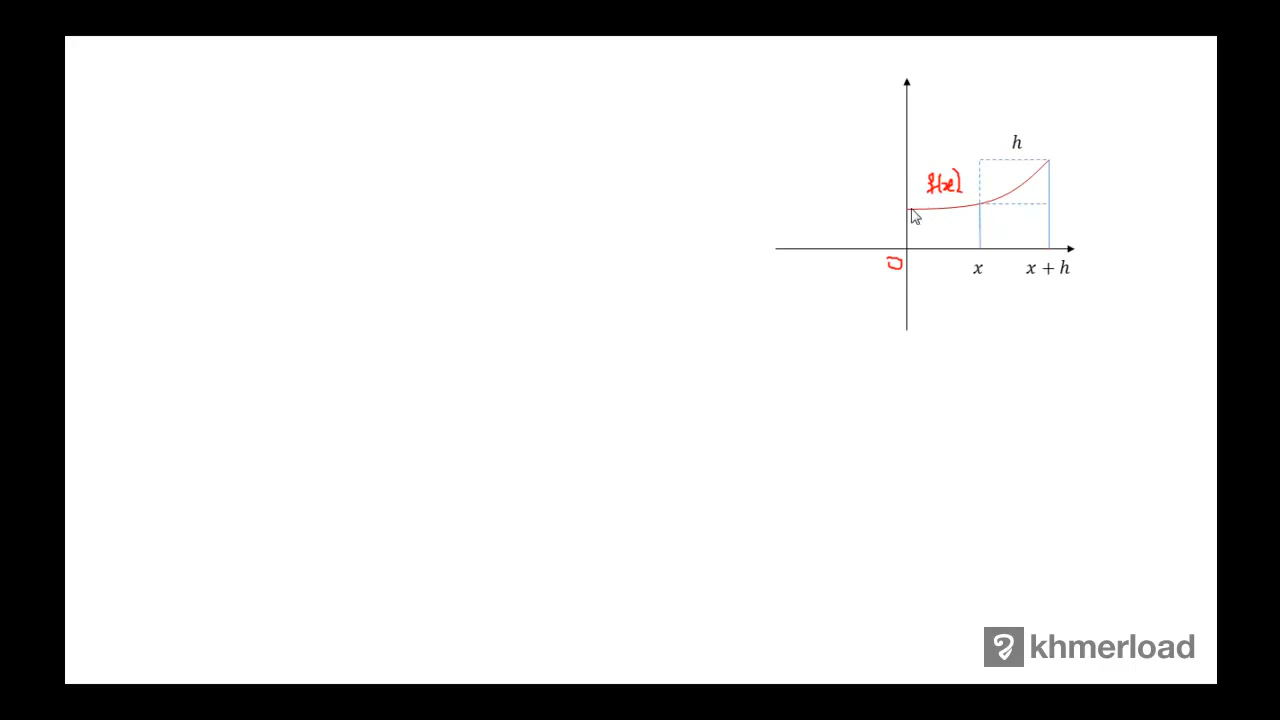 h
f(x)
0
x
x + h
khmerload